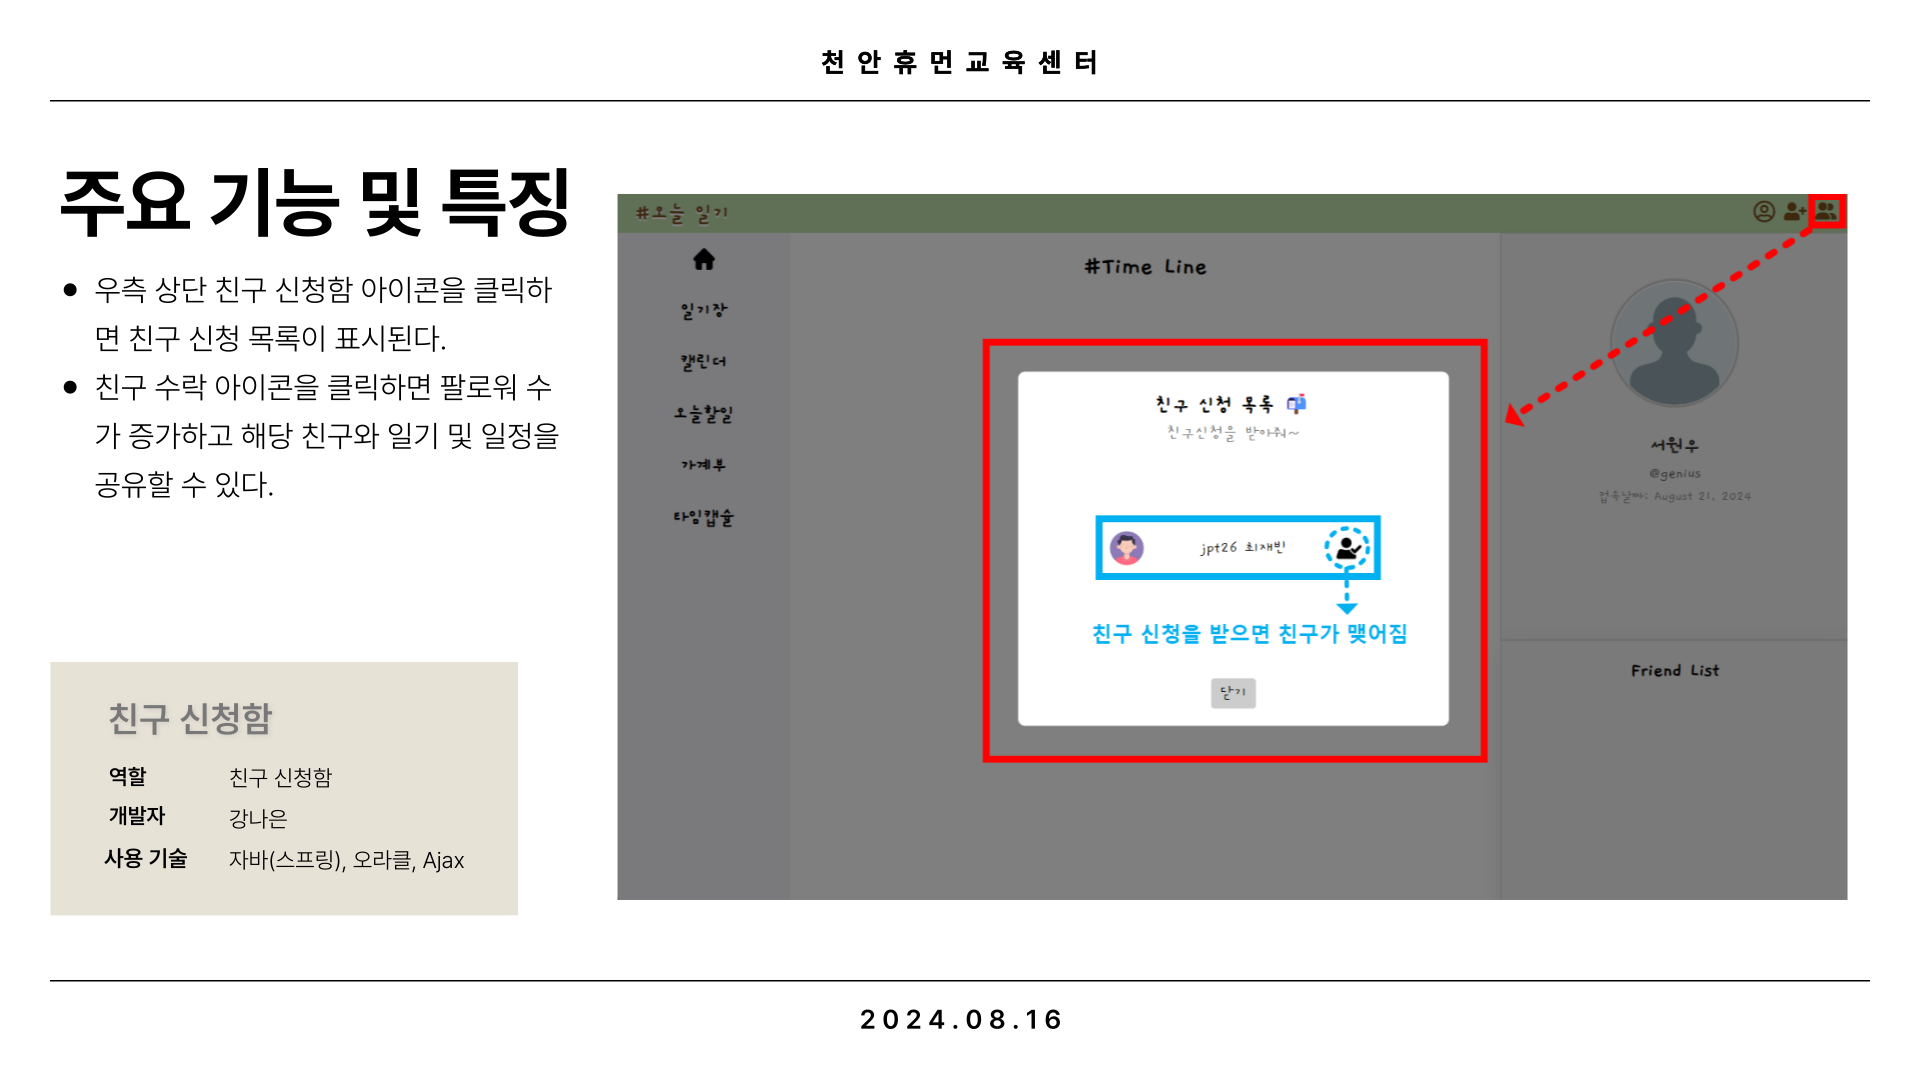 천안휴먼교육센터
주요 기능 및 특징
• 우측 상단 친구 신청함 아이콘을 클릭하
면 친구 신청 목록이 표시된다.
• 친구 수락 아이콘을 클릭하면 팔로워 수
가 증가하고 해당 친구와 일기 및 일정을
공유할 수 있다.
친구 신청함
역할 친구 신청함
개발자 강나은
사용 기술 자바(스프링), 오라클, Ajax
#오늘 일기
일기장
캘린더
오늘할일
가계부
타임캡슐
#Time Line
친구 신청 목록
친구신청을 받아줘~
jpt26 최재빈
친구 신청을 받으면 친구가 맺어짐
닫기
서원우
@genius
접속날짜: August 21, 2024
Friend List
2024.08.16